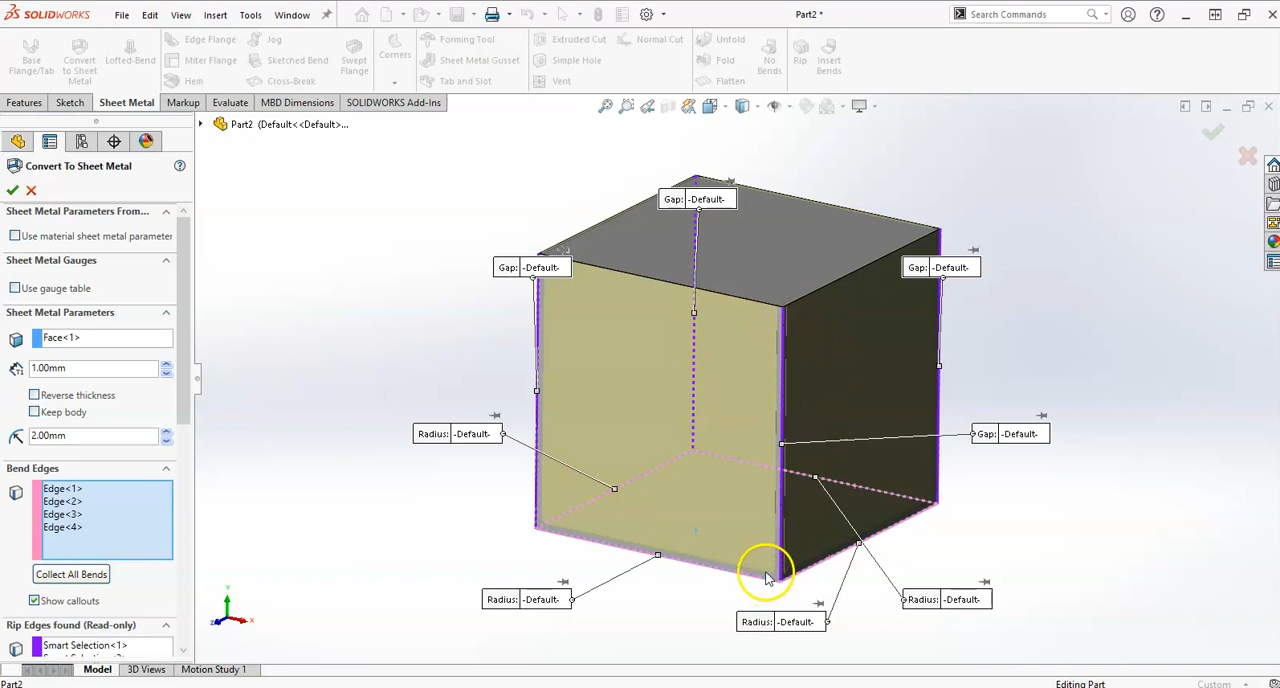 SOLIDWORKS File Edit View Insert Tools Window Part2 * Search Commands
Base Flange/Tab
Convert to Sheet Metal
Lofted-Bend
Edge Flange
Miter Flange
Hem
Jog
Sketched Bend
Cross-Break
Swept Flange
Corners
Forming Tool
Sheet Metal Gusset
Tab and Slot
Extruded Cut
Simple Hole
Vent
Normal Cut
Unfold
Fold
Flatten
No Bends
Rip
Insert Bends
Features Sketch Sheet Metal Markup Evaluate MBD Dimensions SOLIDWORKS Add-Ins
Part2 (Default<<Default>...
Convert To Sheet Metal
Sheet Metal Parameters From...
Use material sheet metal parameter
Sheet Metal Gauges
Use gauge table
Sheet Metal Parameters
Face<1>
1.00mm
Reverse thickness
Keep body
2.00mm
Bend Edges
Edge<1>
Edge<2>
Edge<3>
Edge<4>
Collect All Bends
Show callouts
Rip Edges found (Read-only)
Smart Selection<1>
Gap: -Default-
Gap: -Default-
Gap: -Default-
Radius: -Default-
Gap: -Default-
Radius: -Default-
Radius: -Default-
Radius: -Default-
Y
X
Z
Model 3D Views Motion Study 1
Part2 Editing Part Custom